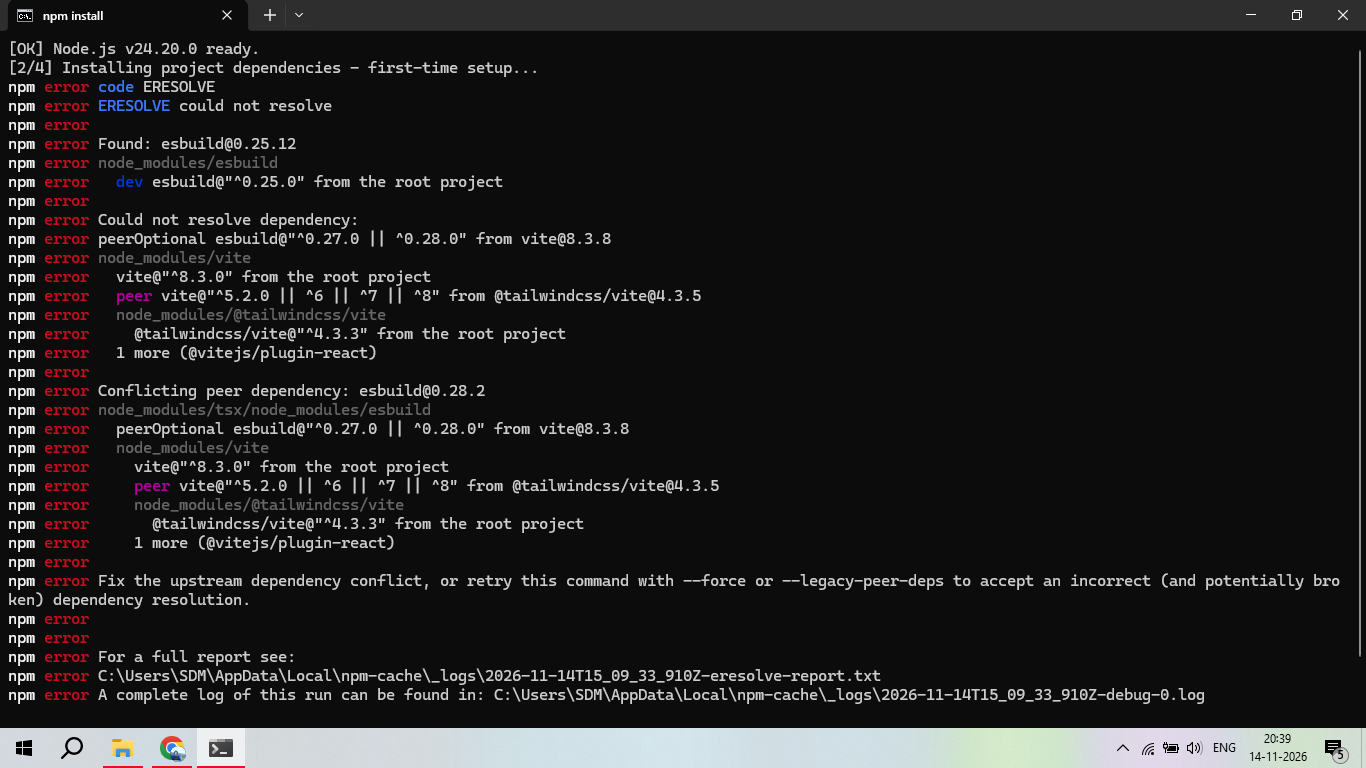 npm install
[OK] Node.js v24.20.0 ready.
[2/4] Installing project dependencies - first-time setup...
npm error code ERESOLVE
npm error ERESOLVE could not resolve
npm error
npm error Found: esbuild@0.25.12
npm error node_modules/esbuild
npm error   dev esbuild@"^0.25.0" from the root project
npm error
npm error Could not resolve dependency:
npm error peerOptional esbuild@"^0.27.0 || ^0.28.0" from vite@8.3.8
npm error node_modules/vite
npm error   vite@"^8.3.0" from the root project
npm error   peer vite@"^5.2.0 || ^6 || ^7 || ^8" from @tailwindcss/vite@4.3.5
npm error   node_modules/@tailwindcss/vite
npm error     @tailwindcss/vite@"^4.3.3" from the root project
npm error   1 more (@vitejs/plugin-react)
npm error
npm error Conflicting peer dependency: esbuild@0.28.2
npm error node_modules/tsx/node_modules/esbuild
npm error   peerOptional esbuild@"^0.27.0 || ^0.28.0" from vite@8.3.8
npm error   node_modules/vite
npm error     vite@"^8.3.0" from the root project
npm error     peer vite@"^5.2.0 || ^6 || ^7 || ^8" from @tailwindcss/vite@4.3.5
npm error     node_modules/@tailwindcss/vite
npm error       @tailwindcss/vite@"^4.3.3" from the root project
npm error     1 more (@vitejs/plugin-react)
npm error
npm error Fix the upstream dependency conflict, or retry this command with --force or --legacy-peer-deps to accept an incorrect (and potentially bro
ken) dependency resolution.
npm error
npm error
npm error For a full report see:
npm error C:\Users\SDM\AppData\Local\npm-cache\_logs\2026-11-14T15_09_33_910Z-eresolve-report.txt
npm error A complete log of this run can be found in: C:\Users\SDM\AppData\Local\npm-cache\_logs\2026-11-14T15_09_33_910Z-debug-0.log
ENG
20:39
14-11-2026
5